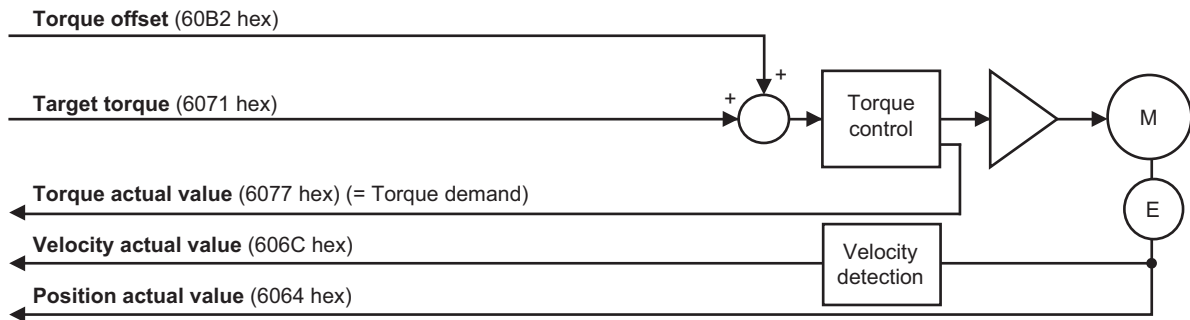 Torque offset (60B2 hex)
+
Target torque (6071 hex)
+
Torque
control
M
Torque actual value (6077 hex) (= Torque demand)
E
Velocity actual value (606C hex)
Velocity
detection
Position actual value (6064 hex)